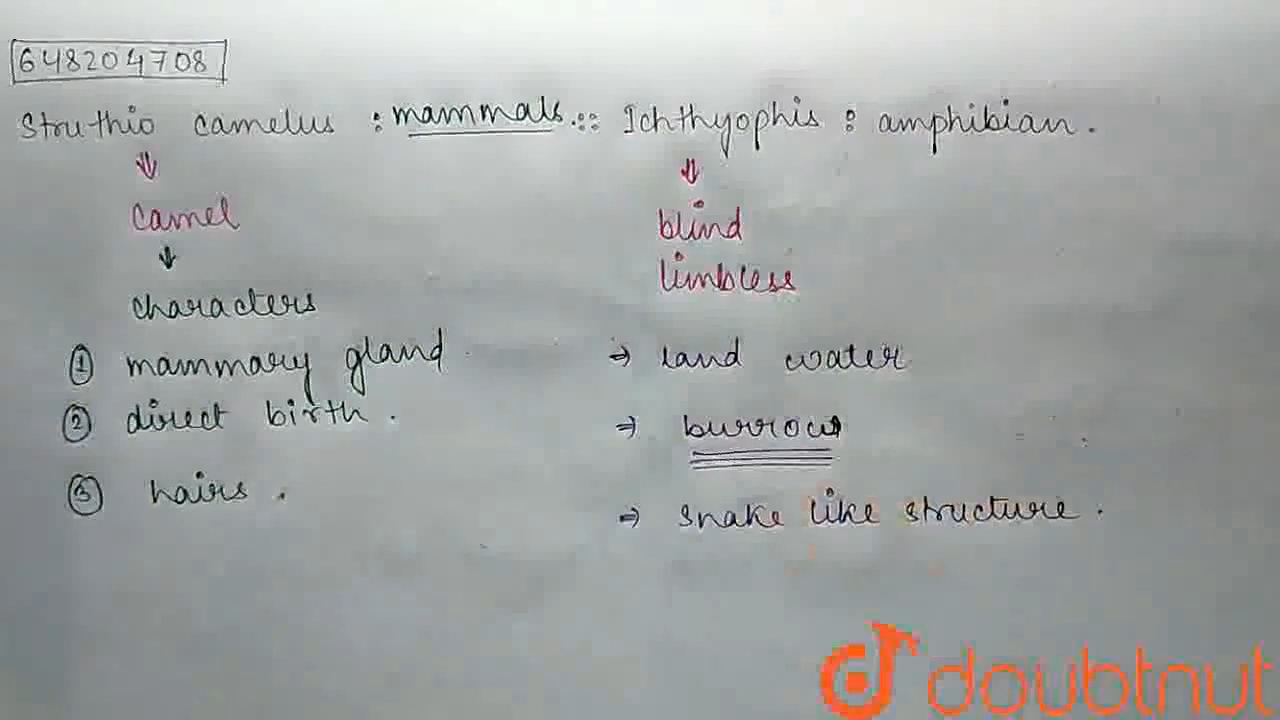 648204708
Struthio camelus : mammals :: Ichthyophis : amphibian.
⇓ ⇓
camel blind
↓ limbless
characters
① mammary gland ⇒ land water
② direct birth. ⇒ burrow
③ hairs. ⇒ snake like structure.
doubtnut